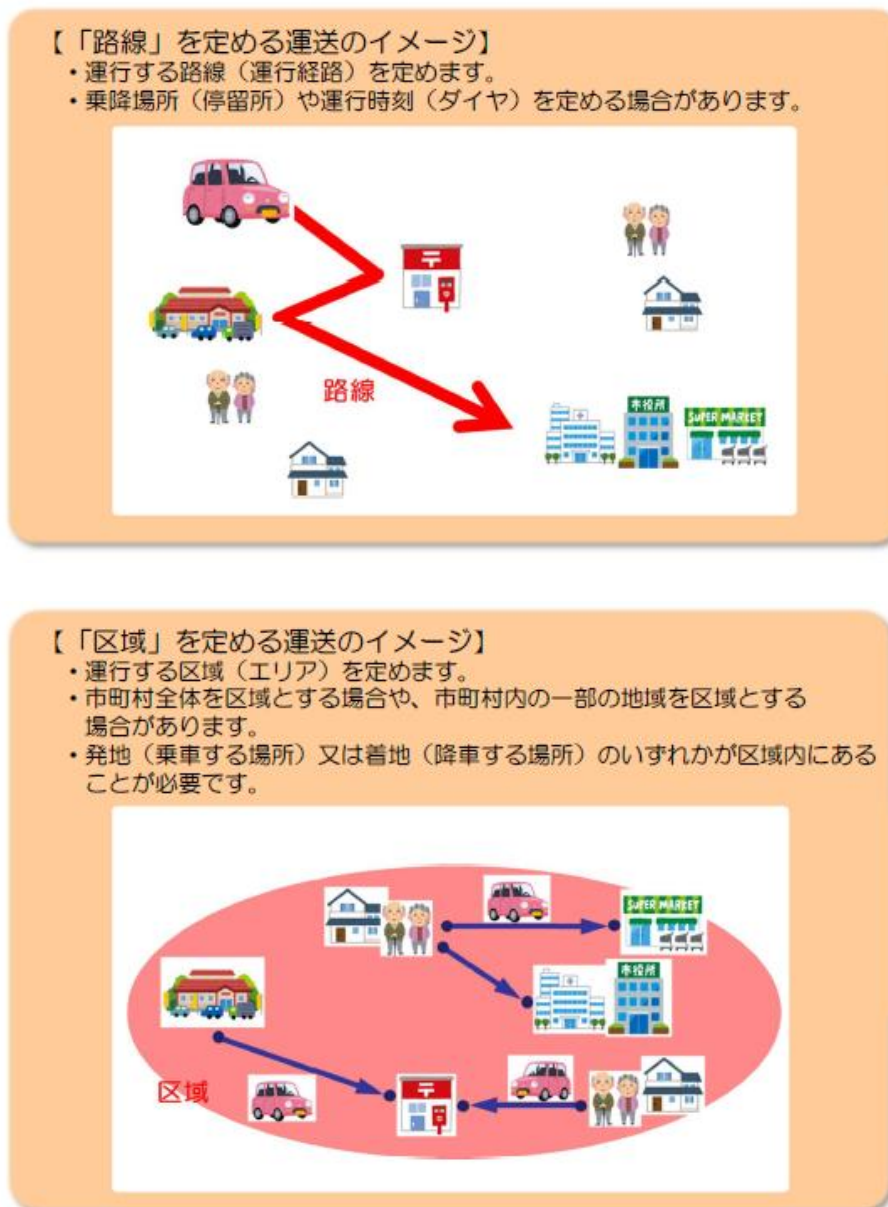 【「路線」を定める運送のイメージ】
・運行する路線（運行経路）を定めます。
・乗降場所（停留所）や運行時刻（ダイヤ）を定める場合があります。
〒
路線
市役所
SUPER MARKET
【「区域」を定める運送のイメージ】
・運行する区域（エリア）を定めます。
・市町村全体を区域とする場合や、市町村内の一部の地域を区域とする
場合があります。
・発地（乗車する場所）又は着地（降車する場所）のいずれかが区域内にある
ことが必要です。
SUPER MARKET
市役所
区域
〒